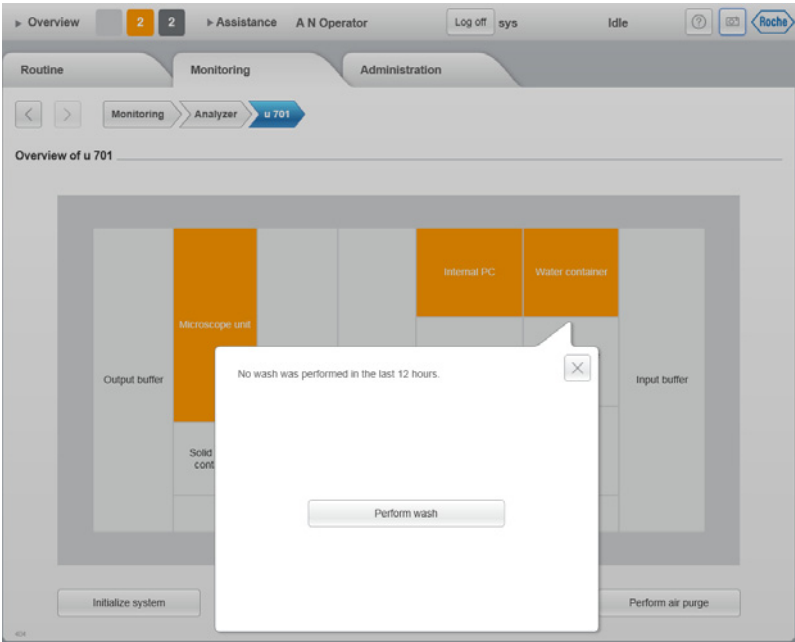 Overview 2 2 Assistance A N Operator Log off sys Idle ? Roche
Routine Monitoring Administration
< > Monitoring Analyzer u 701
Overview of u 701
Internal PC Water container
Microscope unit
Output buffer Input buffer
No wash was performed in the last 12 hours.
Solid
cont
Perform wash
Initialize system Perform air purge
404